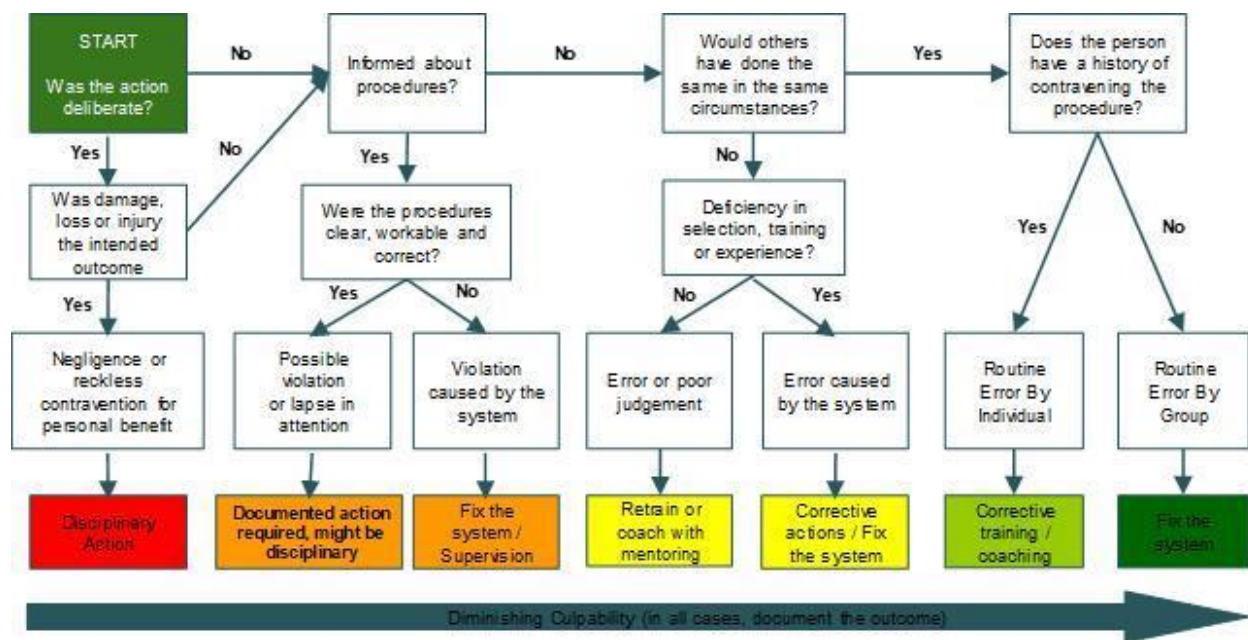 START
Was the action
deliberate?
No
Informed about
procedures?
No
Would others
have done the
same in the same
circumstances?
Yes
Does the person
have a history of
contravening the
procedure?
Yes
No
Yes
No
Was damage,
loss or injury
the intended
outcome
Were the procedures
clear, workable and
correct?
Deficiency in
selection, training
or experience?
Yes
No
Yes
Yes
No
No
Yes
Negligence or
reckless
contravention for
personal benefit
Possible
violation
or lapse in
attention
Violation
caused by the
system
Error or poor
judgement
Error caused
by the system
Routine
Error By
Individual
Routine
Error By
Group
Disciplinary
Action
Documented action
required, might be
disciplinary
Fix the
system /
Supervision
Retrain or
coach with
mentoring
Corrective
actions / Fix
the system
Corrective
training /
coaching
Fix the
system
Diminishing Culpability (in all cases, document the outcome)